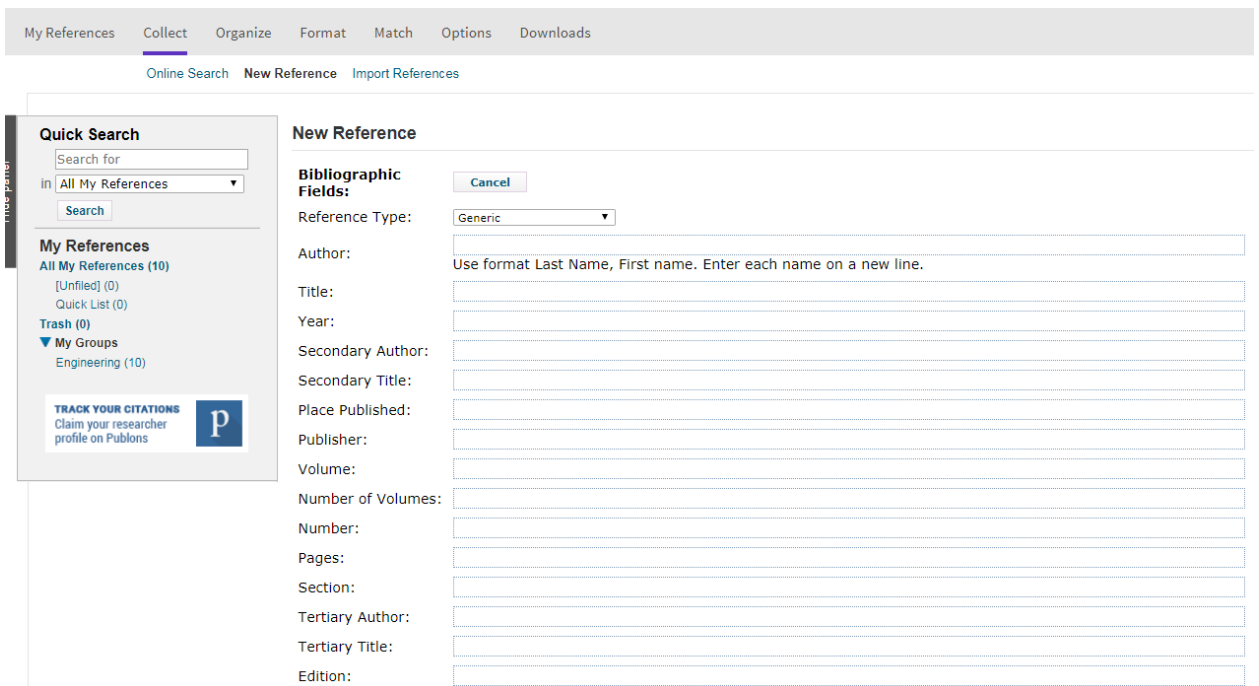 My References Collect Organize Format Match Options Downloads
Online Search New Reference Import References
Hide panel
Quick Search
Search for
in All My References
Search
My References
All My References (10)
[Unfiled] (0)
Quick List (0)
Trash (0)
My Groups
Engineering (10)
TRACK YOUR CITATIONS
Claim your researcher
profile on Publons
p
New Reference
Bibliographic
Fields:
Cancel
Reference Type: Generic
Author:
Use format Last Name, First name. Enter each name on a new line.
Title:
Year:
Secondary Author:
Secondary Title:
Place Published:
Publisher:
Volume:
Number of Volumes:
Number:
Pages:
Section:
Tertiary Author:
Tertiary Title:
Edition: